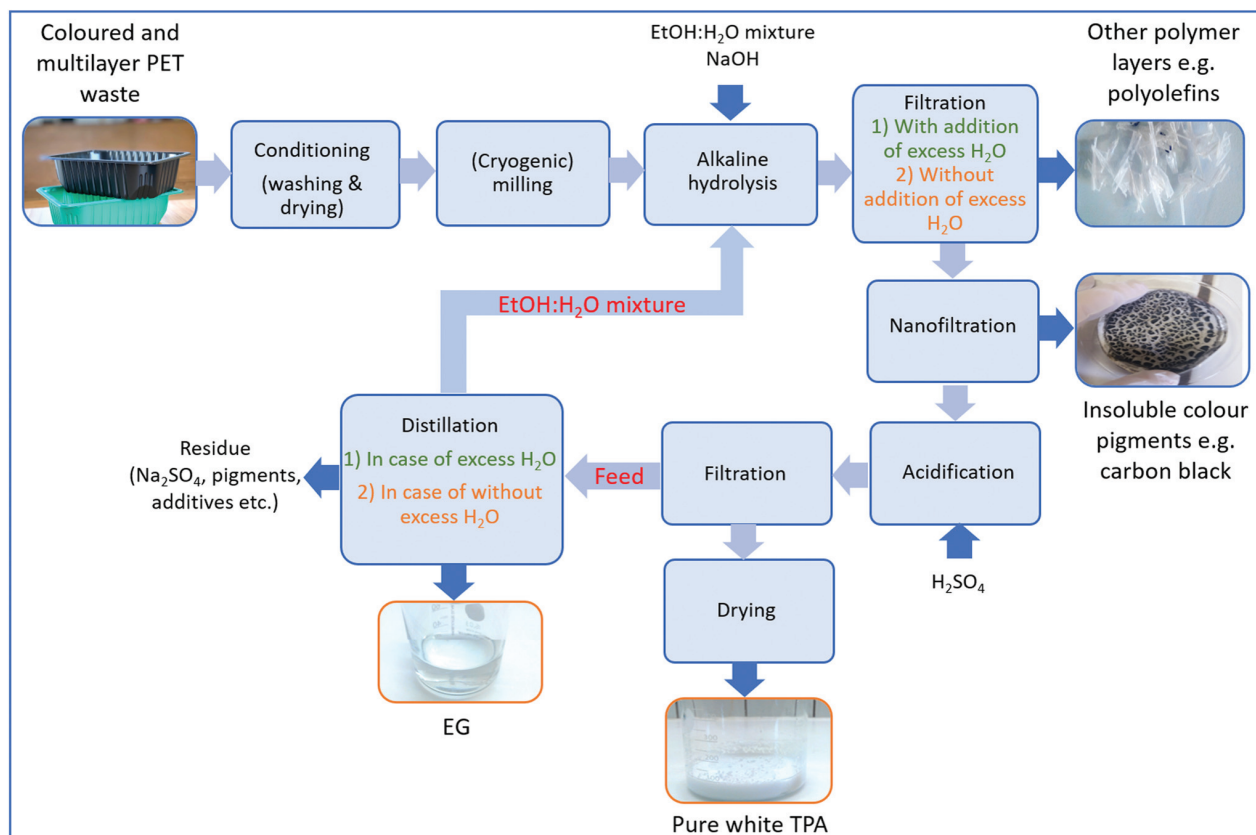 Coloured and
multilayer PET
waste
EtOH:H₂O mixture
NaOH
Other polymer
layers e.g.
polyolefins
Conditioning
(washing &
drying)
(Cryogenic)
milling
Alkaline
hydrolysis
Filtration
1) With addition
of excess H₂O
2) Without
addition of excess
H₂O
EtOH:H₂O mixture
Nanofiltration
Insoluble colour
pigments e.g.
carbon black
Acidification
H₂SO₄
Filtration
Feed
Distillation
1) In case of excess H₂O
2) In case of without
excess H₂O
Residue
(Na₂SO₄, pigments,
additives etc.)
EG
Drying
Pure white TPA